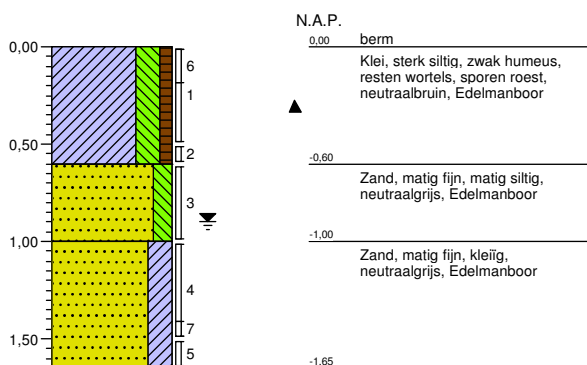 N.A.P.
0,00
0,00
berm
Klei, sterk siltig, zwak humeus,
resten wortels, sporen roest,
neutraalbruin, Edelmanboor
6
1
0,50
2
-0,60
Zand, matig fijn, matig siltig,
neutraalgrijs, Edelmanboor
3
1,00
-1,00
Zand, matig fijn, kleiïg,
neutraalgrijs, Edelmanboor
4
7
1,50
5
-1,65